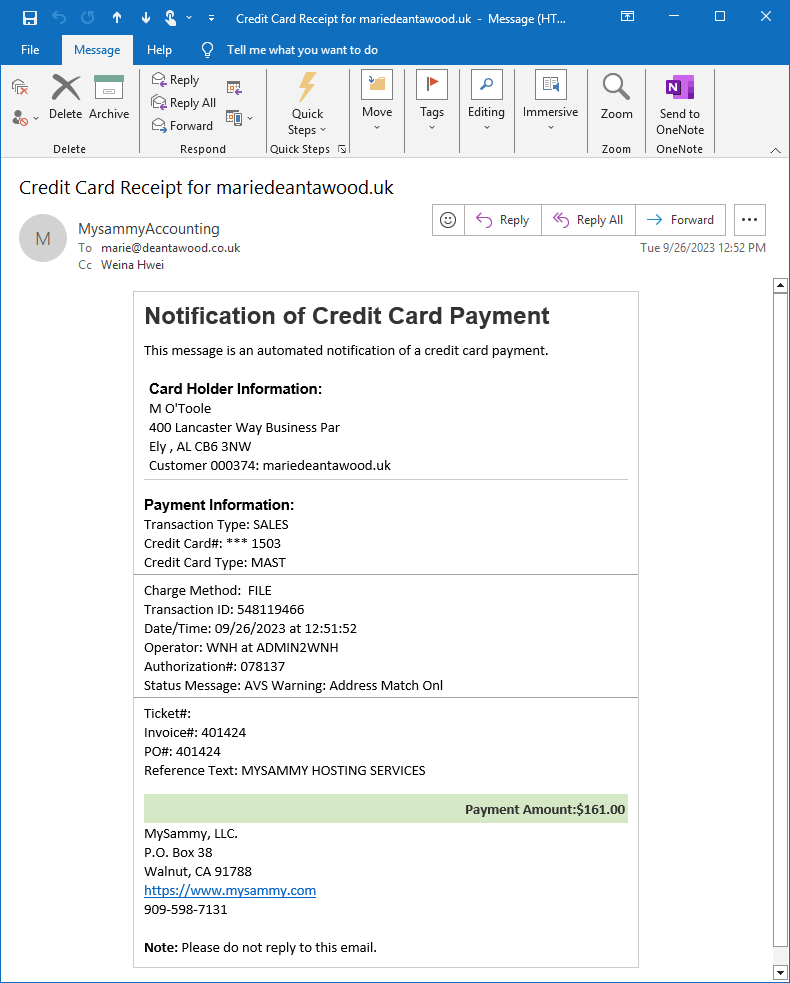 Credit Card Receipt for mariedeantawood.uk - Message (HT...
File Message Help Tell me what you want to do
Delete Archive
Delete
Reply
Reply All
Forward
Respond
Quick Steps
Quick Steps
Move
Tags
Editing
Immersive
Zoom
Zoom
Send to OneNote
OneNote
Credit Card Receipt for mariedeantawood.uk
M
MysammyAccounting
To marie@deantawood.co.uk
Cc Weina Hwei
Reply Reply All Forward ...
Tue 9/26/2023 12:52 PM
Notification of Credit Card Payment
This message is an automated notification of a credit card payment.
Card Holder Information:
M O'Toole
400 Lancaster Way Business Par
Ely , AL CB6 3NW
Customer 000374: mariedeantawood.uk
Payment Information:
Transaction Type: SALES
Credit Card#: *** 1503
Credit Card Type: MAST
Charge Method: FILE
Transaction ID: 548119466
Date/Time: 09/26/2023 at 12:51:52
Operator: WNH at ADMIN2WNH
Authorization#: 078137
Status Message: AVS Warning: Address Match Onl
Ticket#:
Invoice#: 401424
PO#: 401424
Reference Text: MYSAMMY HOSTING SERVICES
Payment Amount:$161.00
MySammy, LLC.
P.O. Box 38
Walnut, CA 91788
https://www.mysammy.com
909-598-7131
Note: Please do not reply to this email.